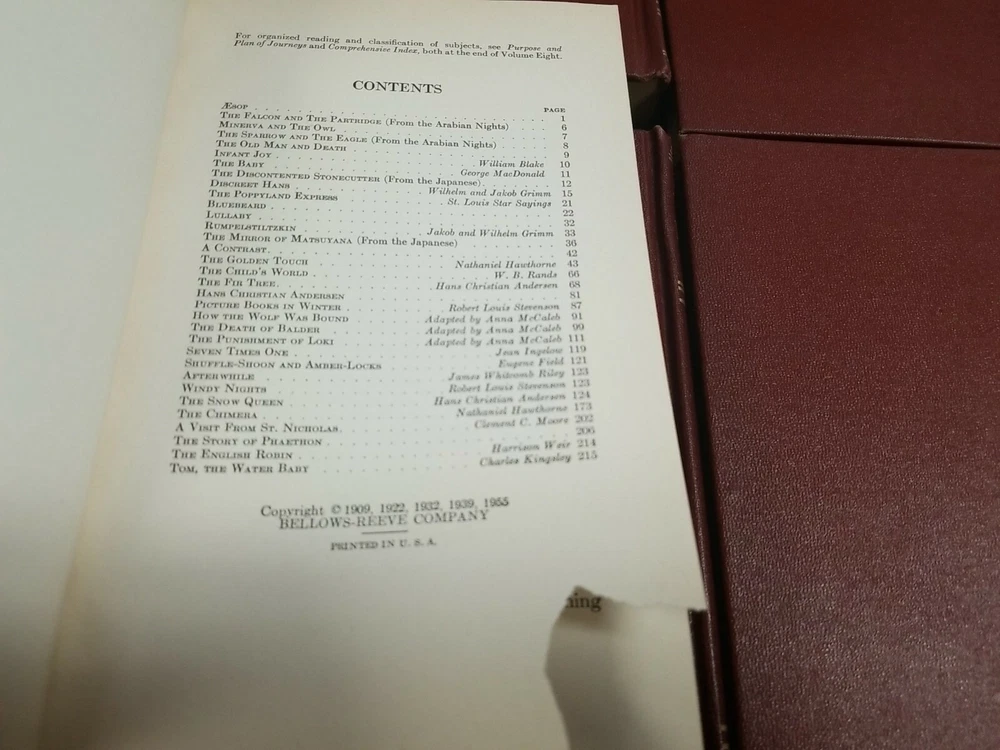 For organized reading and classification of subjects, see Purpose and
Plan of Journeys and Comprehensive Index, both at the end of Volume Eight.
CONTENTS
PAGE
ÆSOP 1
THE FALCON AND THE PARTRIDGE (From the Arabian Nights) 6
MINERVA AND THE OWL 7
THE SPARROW AND THE EAGLE (From the Arabian Nights) 8
THE OLD MAN AND DEATH 9
INFANT JOY William Blake 10
THE BABY George MacDonald 11
THE DISCONTENTED STONECUTTER (From the Japanese) 12
DISCREET HANS Wilhelm and Jakob Grimm 15
THE POPPYLAND EXPRESS St. Louis Star Sayings 21
BLUEBEARD 22
LULLABY 32
RUMPELSTILTZKIN Jakob and Wilhelm Grimm 33
THE MIRROR OF MATSUYANA (From the Japanese) 36
A CONTRAST 42
THE GOLDEN TOUCH Nathaniel Hawthorne 43
THE CHILD'S WORLD W. B. Rands 66
THE FIR TREE Hans Christian Andersen 68
HANS CHRISTIAN ANDERSEN 81
PICTURE BOOKS IN WINTER Robert Louis Stevenson 87
HOW THE WOLF WAS BOUND Adapted by Anna McCaleb 91
THE DEATH OF BALDER Adapted by Anna McCaleb 99
THE PUNISHMENT OF LOKI Adapted by Anna McCaleb 111
SEVEN TIMES ONE Jean Ingelow 119
SHUFFLE-SHOON AND AMBER-LOCKS Eugene Field 121
AFTERWHILE James Whitcomb Riley 123
WINDY NIGHTS Robert Louis Stevenson 123
THE SNOW QUEEN Hans Christian Andersen 124
THE CHIMERA Nathaniel Hawthorne 173
A VISIT FROM ST. NICHOLAS Clement C. Moore 202
THE STORY OF PHAETHON 206
THE ENGLISH ROBIN Harrison Weir 214
TOM, THE WATER BABY Charles Kingsley 215
Copyright © 1909, 1922, 1932, 1939, 1955
BELLOWS-REEVE COMPANY
PRINTED IN U. S. A.